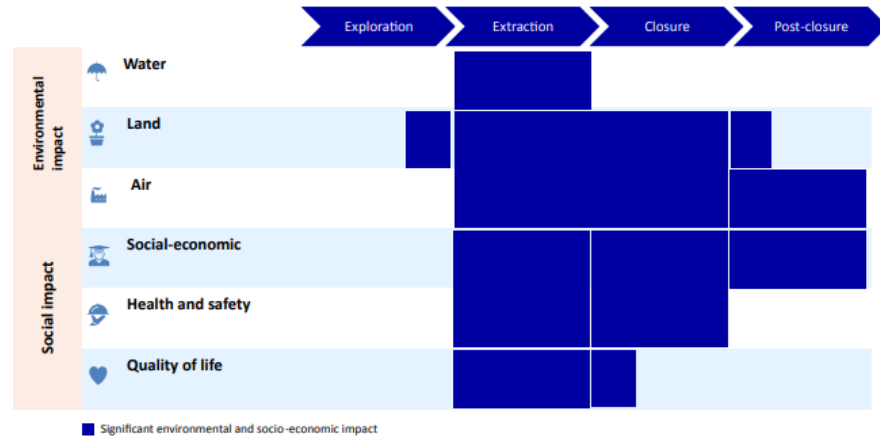 Exploration
Extraction
Closure
Post-closure
Environmental
impact
Water
Land
Air
Social impact
Social-economic
Health and safety
Quality of life
Significant environmental and socio-economic impact